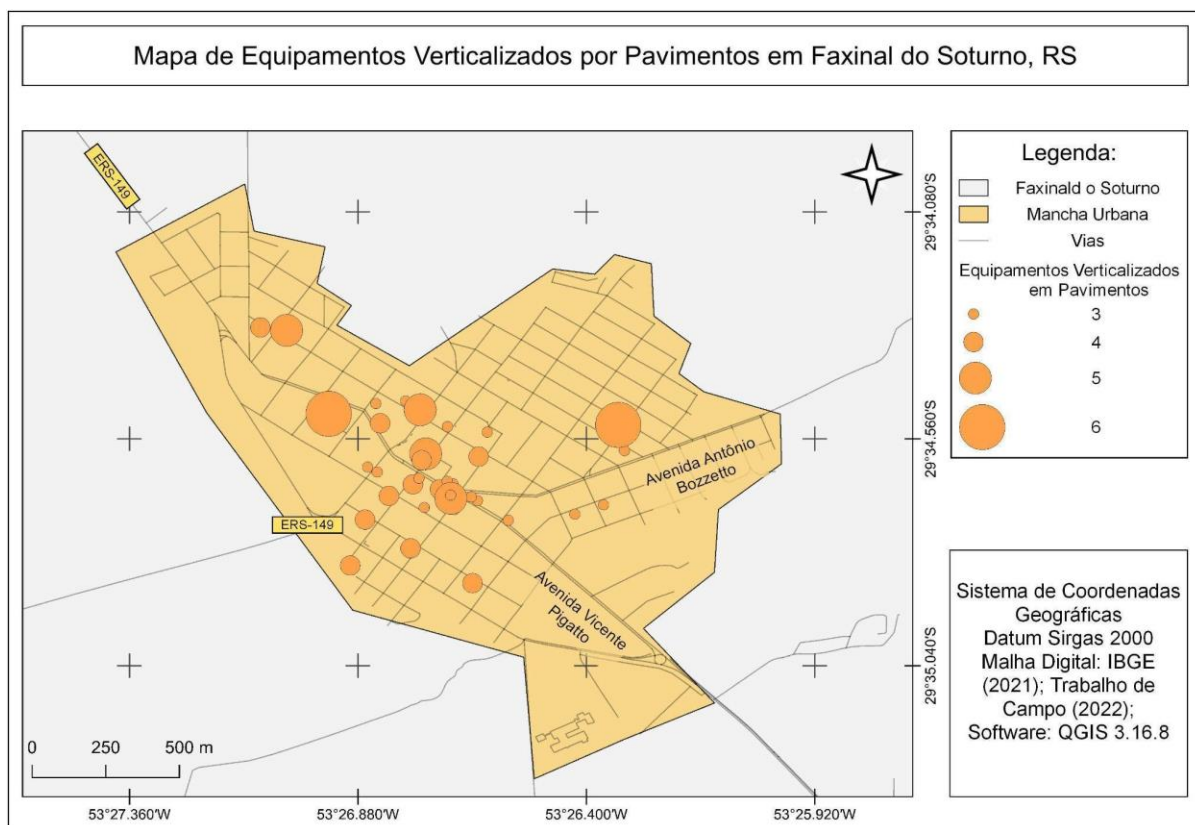 Mapa de Equipamentos Verticalizados por Pavimentos em Faxinal do Soturno, RS
ERS-149
ERS-149
Avenida Antônio
Bozzetto
Avenida Vicente
Pigatto
0 250 500 m
53°27.360'W 53°26.880'W 53°26.400'W 53°25.920'W
29°34.080'S
29°34.560'S
29°35.040'S
Legenda:
Faxinald o Soturno
Mancha Urbana
Vias
Equipamentos Verticalizados
em Pavimentos
3
4
5
6
Sistema de Coordenadas
Geográficas
Datum Sirgas 2000
Malha Digital: IBGE
(2021); Trabalho de
Campo (2022);
Software: QGIS 3.16.8